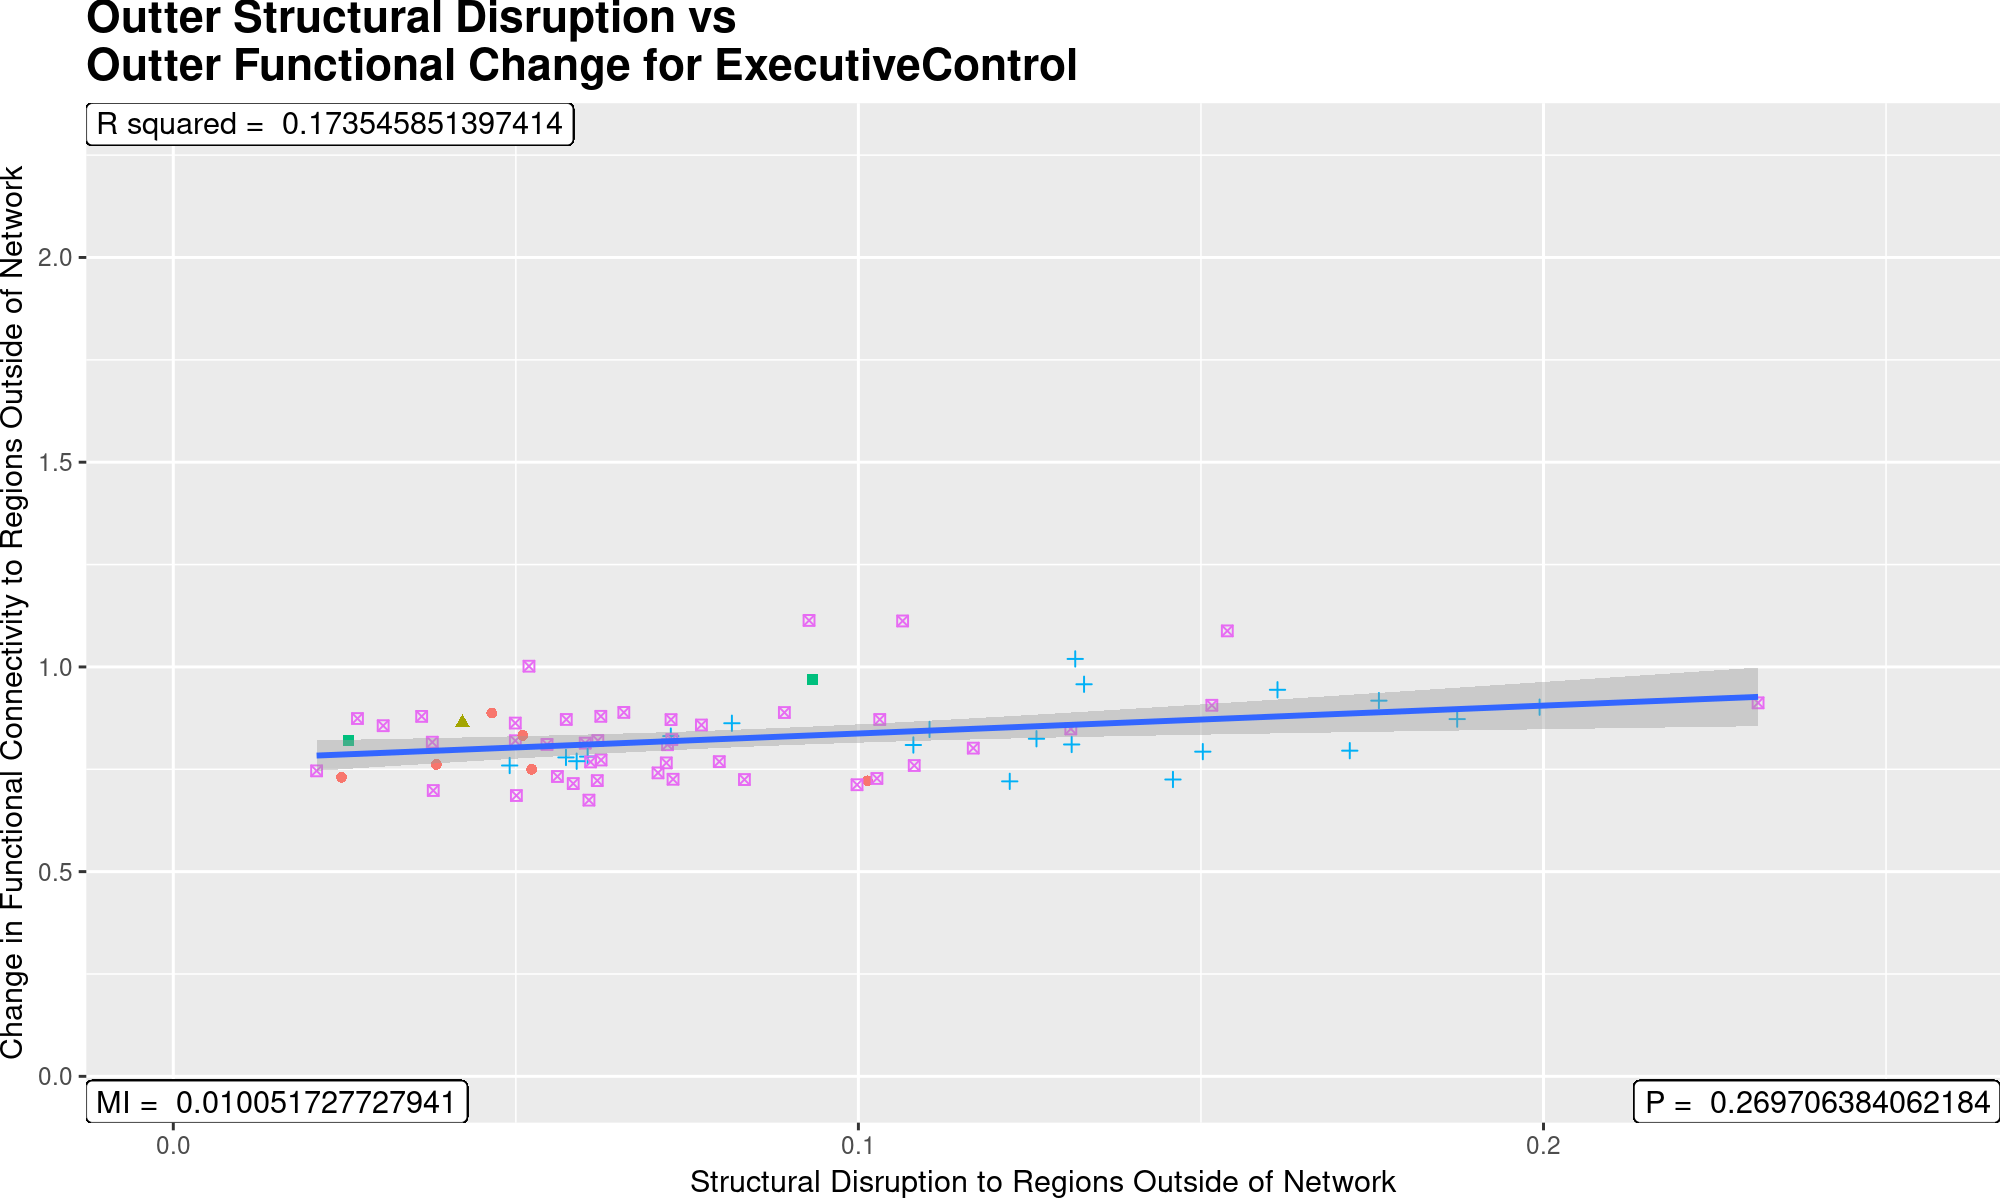 Outter Structural Disruption vs
Outter Functional Change for ExecutiveControl
R squared =  0.173545851397414
Change in Functional Connectivity to Regions Outside of Network
2.0
1.5
1.0
0.5
0.0
MI =  0.010051727727941
P =  0.269706384062184
0.0
0.1
0.2
Structural Disruption to Regions Outside of Network